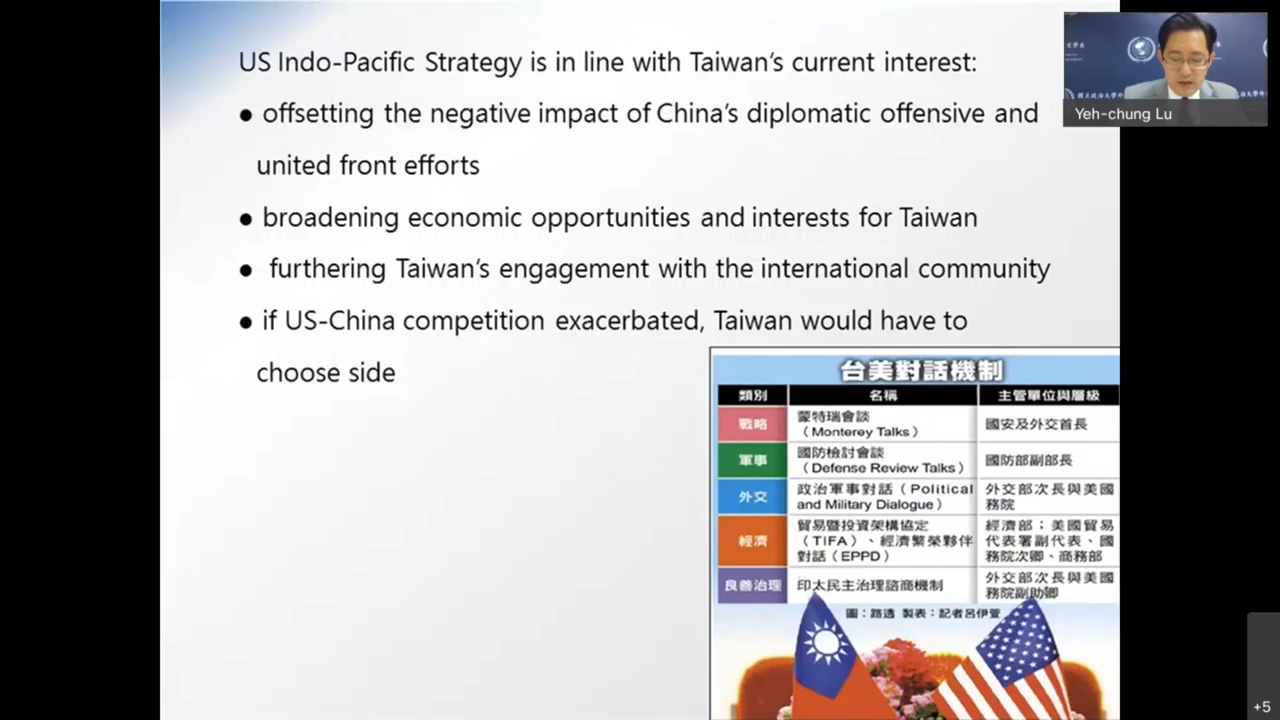 US Indo-Pacific Strategy is in line with Taiwan's current interest:
● offsetting the negative impact of China's diplomatic offensive and
united front efforts
● broadening economic opportunities and interests for Taiwan
● furthering Taiwan's engagement with the international community
● if US-China competition exacerbated, Taiwan would have to
choose side
Yeh-chung Lu
台美對話機制
類別 名稱 主管單位與層級
戰略 蒙特瑞會談
（Monterey Talks）
國安及外交首長
軍事 國防檢討會談
（Defense Review Talks）
國防部副部長
外交 政治軍事對話（Political
and Military Dialogue）
外交部次長與美國
務院
經濟 貿易暨投資架構協定
（TIFA）、經濟繁榮夥伴
對話（EPPD）
經濟部；美國貿易
代表署副代表、國
務院次卿、商務部
良善治理 印太民主治理諮商機制
外交部次長與美國
務院副助卿
圖：路透 製表：記者呂伊萱
+5